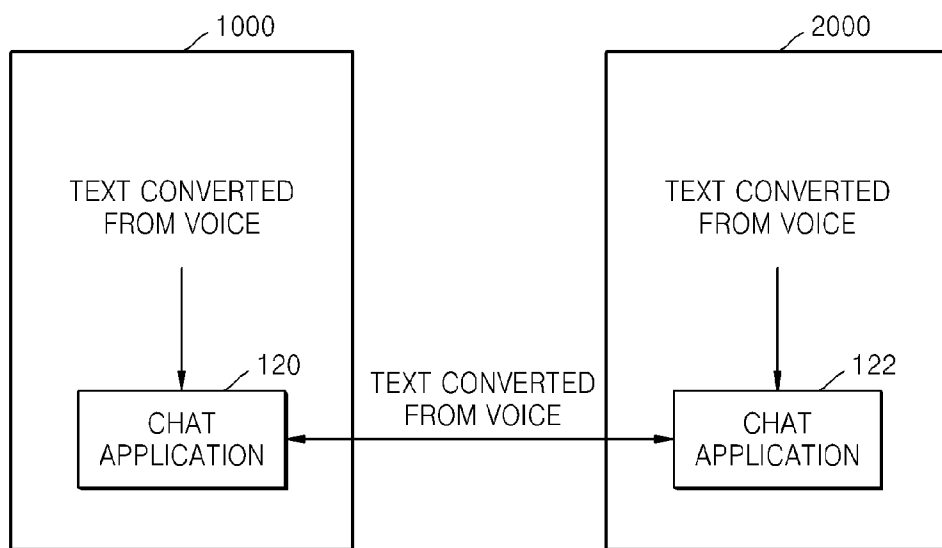 1000
2000
TEXT CONVERTED
FROM VOICE
TEXT CONVERTED
FROM VOICE
120
CHAT
APPLICATION
TEXT CONVERTED
FROM VOICE
122
CHAT
APPLICATION